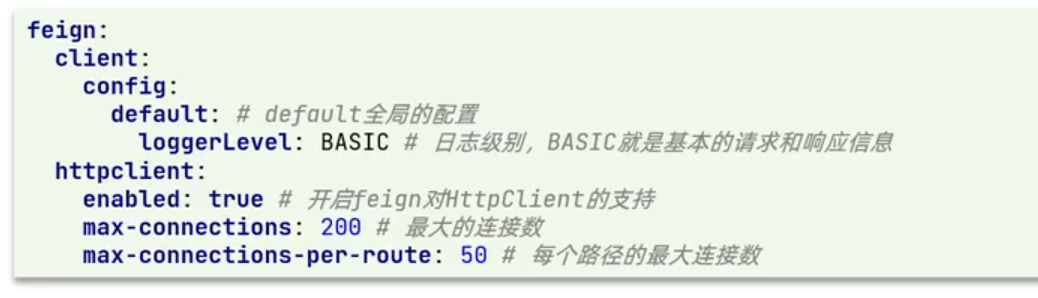 feign:
  client:
    config:
      default: # default全局的配置
        loggerLevel: BASIC # 日志级别，BASIC就是基本的请求和响应信息
  httpclient:
    enabled: true # 开启feign对HttpClient的支持
    max-connections: 200 # 最大的连接数
    max-connections-per-route: 50 # 每个路径的最大连接数